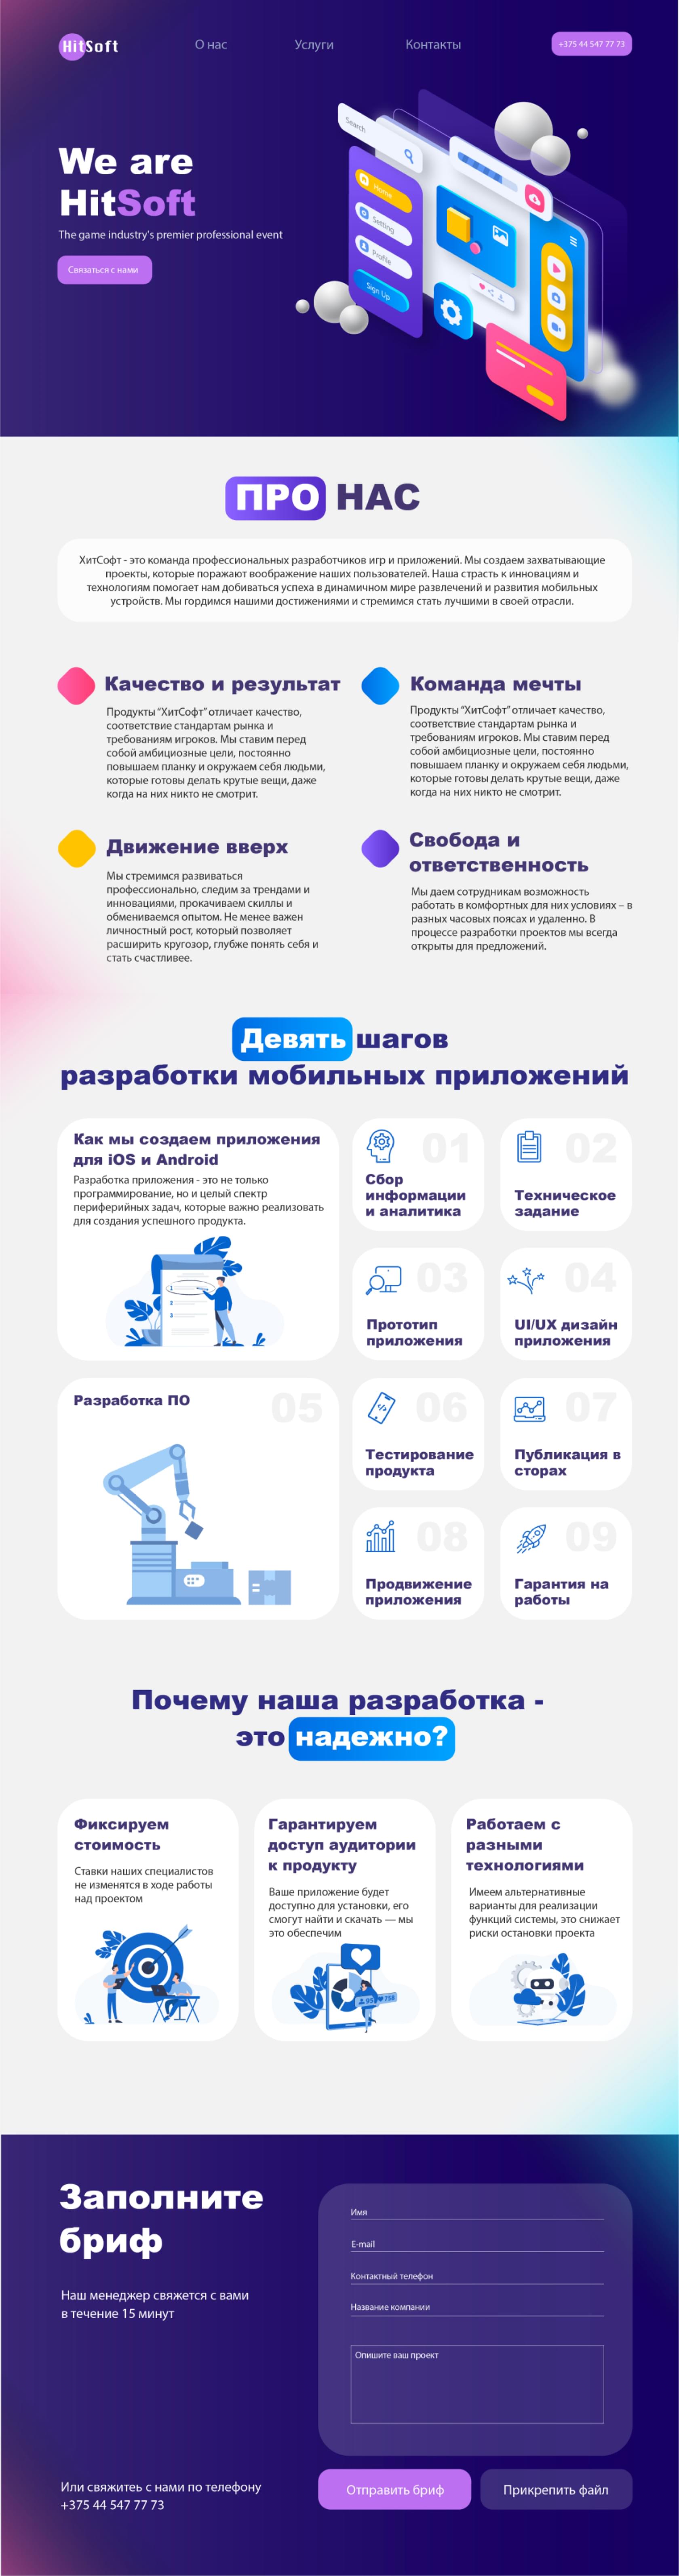 HitSoft
О нас
Услуги
Контакты
+375 44 547 77 73
We are
HitSoft
The game industry's premier professional event
Связаться с нами
Search
Home
Setting
Profile
Sign Up
ПРО НАС
ХитСофт - это команда профессиональных разработчиков игр и приложений. Мы создаем захватывающие
проекты, которые поражают воображение наших пользователей. Наша страсть к инновациям и
технологиям помогает нам добиваться успеха в динамичном мире развлечений и развития мобильных
устройств. Мы гордимся нашими достижениями и стремимся стать лучшими в своей отрасли.
Качество и результат
Продукты "ХитСофт" отличает качество,
соответствие стандартам рынка и
требованиям игроков. Мы ставим перед
собой амбициозные цели, постоянно
повышаем планку и окружаем себя людьми,
которые готовы делать крутые вещи, даже
когда на них никто не смотрит.
Команда мечты
Продукты "ХитСофт" отличает качество,
соответствие стандартам рынка и
требованиям игроков. Мы ставим перед
собой амбициозные цели, постоянно
повышаем планку и окружаем себя людьми,
которые готовы делать крутые вещи, даже
когда на них никто не смотрит.
Движение вверх
Мы стремимся развиваться
профессионально, следим за трендами и
инновациями, прокачиваем скиллы и
обмениваемся опытом. Не менее важен
личностный рост, который позволяет
расширить кругозор, глубже понять себя и
стать счастливее.
Свобода и
ответственность
Мы даем сотрудникам возможность
работать в комфортных для них условиях – в
разных часовых поясах и удаленно. В
процессе разработки проектов мы всегда
открыты для предложений.
Девять шагов
разработки мобильных приложений
Как мы создаем приложения
для iOS и Android
Разработка приложения - это не только
программирование, но и целый спектр
периферийных задач, которые важно реализовать
для создания успешного продукта.
1
2
3
01
Сбор
информации
и аналитика
02
Техническое
задание
03
Прототип
приложения
04
UI/UX дизайн
приложения
Разработка ПО
05
06
Тестирование
продукта
07
Публикация в
сторах
08
Продвижение
приложения
09
Гарантия на
работы
Почему наша разработка -
это надежно?
Фиксируем
стоимость
Ставки наших специалистов
не изменятся в ходе работы
над проектом
Гарантируем
доступ аудитории
к продукту
Ваше приложение будет
доступно для установки, его
смогут найти и скачать — мы
это обеспечим
Работаем с
разными
технологиями
Имеем альтернативные
варианты для реализации
функций системы, это снижает
риски остановки проекта
Заполните
бриф
Наш менеджер свяжется с вами
в течение 15 минут
Имя
E-mail
Контактный телефон
Название компании
Опишите ваш проект
Или свяжитеь с нами по телефону
+375 44 547 77 73
Отправить бриф
Прикрепить файл